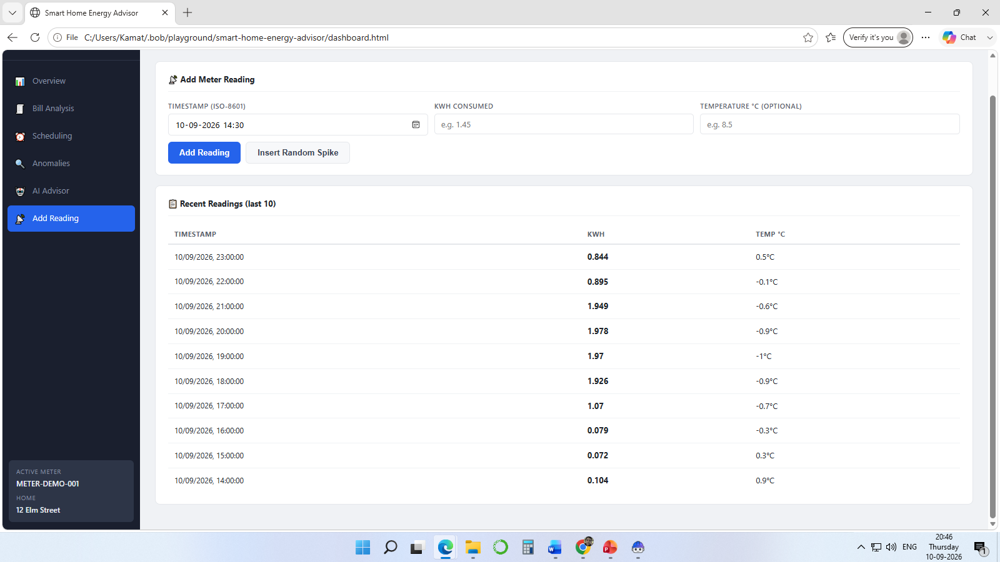 Smart Home Energy Advisor
File C:/Users/Kamat/.bob/playground/smart-home-energy-advisor/dashboard.html
Verify it's you
Chat
Overview
Bill Analysis
Scheduling
Anomalies
AI Advisor
Add Reading
ACTIVE METER
METER-DEMO-001
HOME
12 Elm Street
Add Meter Reading
TIMESTAMP (ISO-8601) KWH CONSUMED TEMPERATURE °C (OPTIONAL)
10-09-2026 14:30 e.g. 1.45 e.g. 8.5
Add Reading Insert Random Spike
Recent Readings (last 10)
TIMESTAMP KWH TEMP °C
10/09/2026, 23:00:00 0.844 0.5°C
10/09/2026, 22:00:00 0.895 -0.1°C
10/09/2026, 21:00:00 1.949 -0.6°C
10/09/2026, 20:00:00 1.978 -0.9°C
10/09/2026, 19:00:00 1.97 -1°C
10/09/2026, 18:00:00 1.926 -0.9°C
10/09/2026, 17:00:00 1.07 -0.7°C
10/09/2026, 16:00:00 0.079 -0.3°C
10/09/2026, 15:00:00 0.072 0.3°C
10/09/2026, 14:00:00 0.104 0.9°C
W
P
ENG
20:46
Thursday
10-09-2026
1